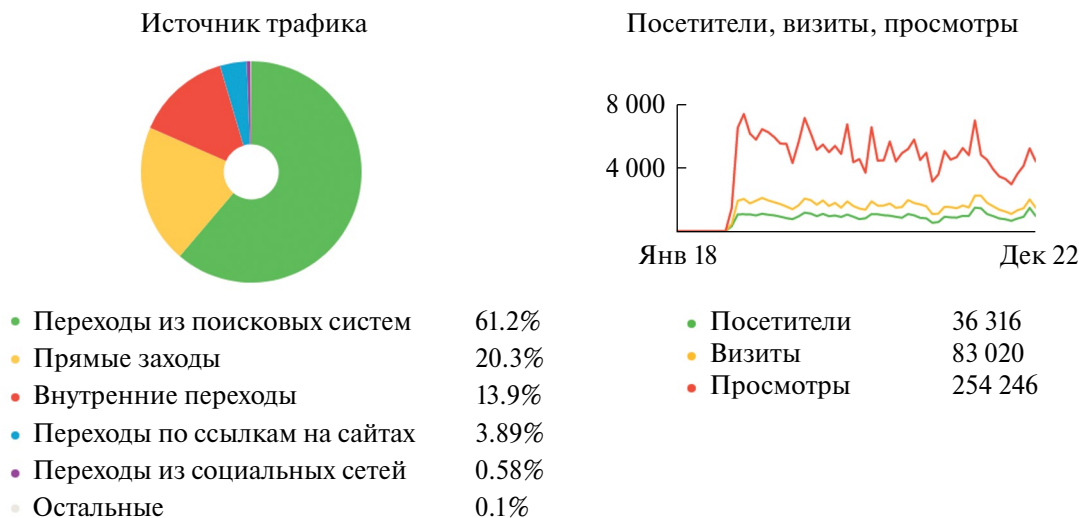 Источник трафика
Переходы из поисковых систем 61.2%
Прямые заходы 20.3%
Внутренние переходы 13.9%
Переходы по ссылкам на сайтах 3.89%
Переходы из социальных сетей 0.58%
Остальные 0.1%
Посетители, визиты, просмотры
8 000
4 000
Янв 18 Дек 22
Посетители 36 316
Визиты 83 020
Просмотры 254 246